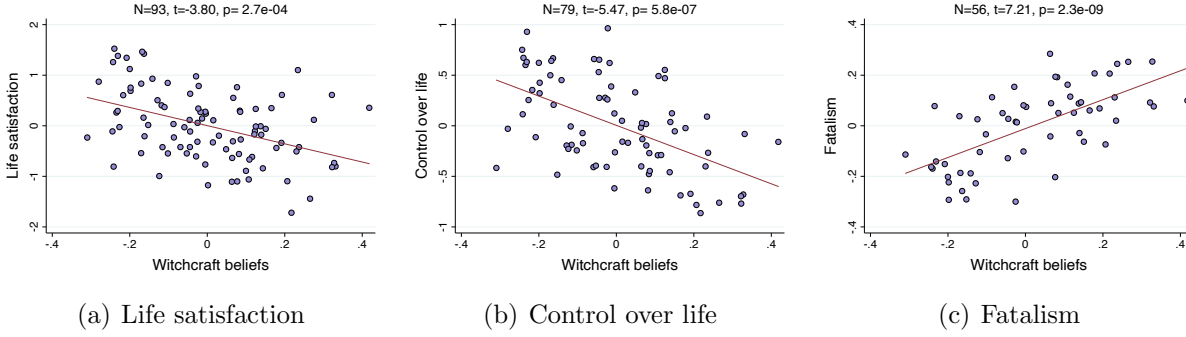 N=93, t=-3.80, p= 2.7e-04
Life satisfaction
2
1
0
-1
-2
-.4
-.2
0
.2
.4
Witchcraft beliefs
(a) Life satisfaction
N=79, t=-5.47, p= 5.8e-07
Control over life
1
.5
0
-.5
-1
-.4
-.2
0
.2
.4
Witchcraft beliefs
(b) Control over life
N=56, t=7.21, p= 2.3e-09
Fatalism
.4
.2
0
-.2
-.4
-.4
-.2
0
.2
.4
Witchcraft beliefs
(c) Fatalism